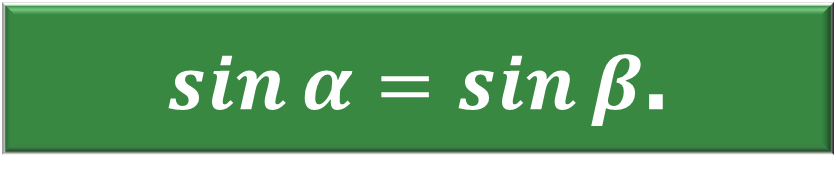 sin α = sin β.